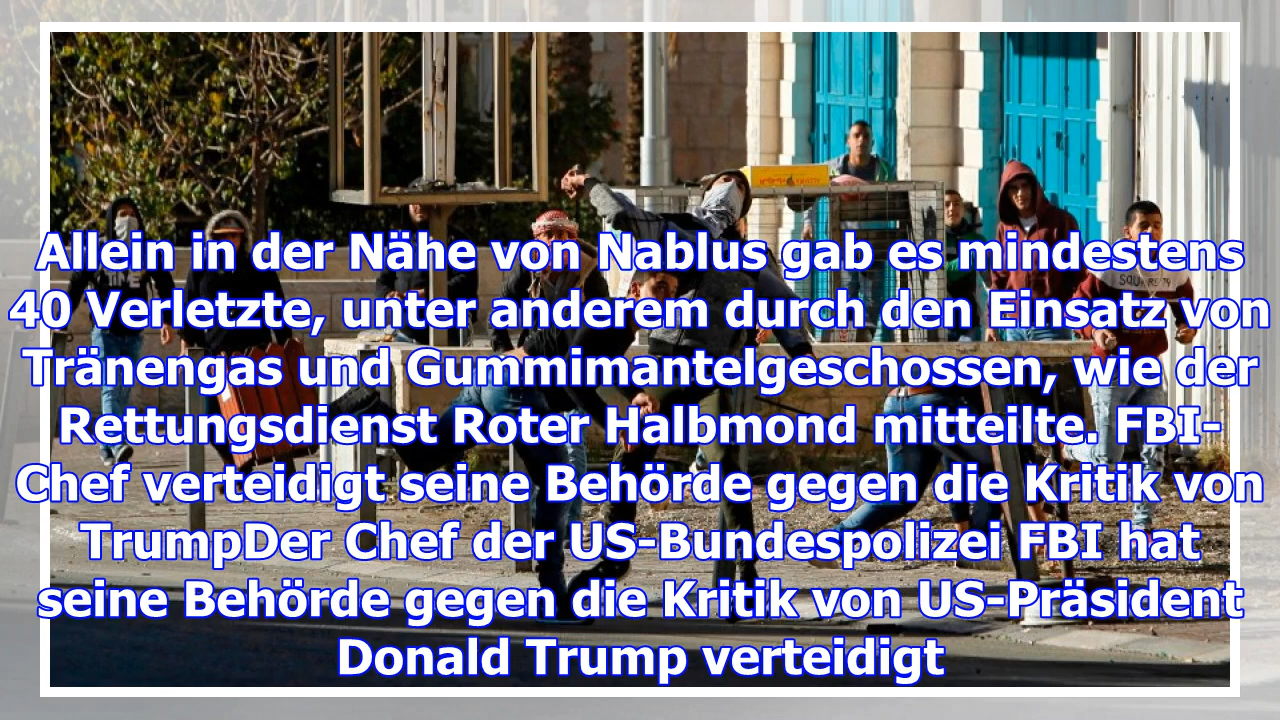 Allein in der Nähe von Nablus gab es mindestens
40 Verletzte, unter anderem durch den Einsatz von
Tränengas und Gummimantelgeschossen, wie der
Rettungsdienst Roter Halbmond mitteilte. FBI-
Chef verteidigt seine Behörde gegen die Kritik von
TrumpDer Chef der US-Bundespolizei FBI hat
seine Behörde gegen die Kritik von US-Präsident
Donald Trump verteidigt